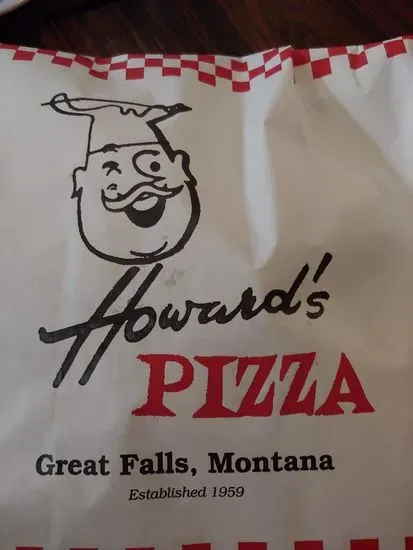 Howard's
PIZZA
Great Falls, Montana
Established 1959